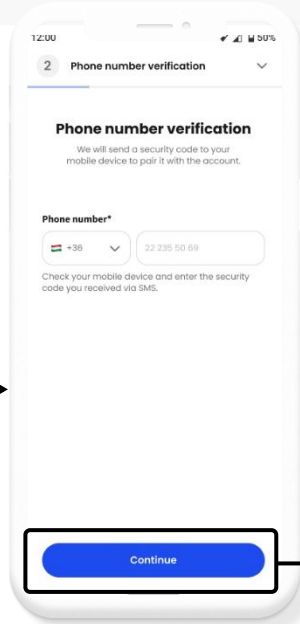 12:00 50%
2 Phone number verification
Phone number verification
We will send a security code to your
mobile device to pair it with the account.
Phone number*
+36 22 235 50 69
Check your mobile device and enter the security
code you received via SMS.
Continue